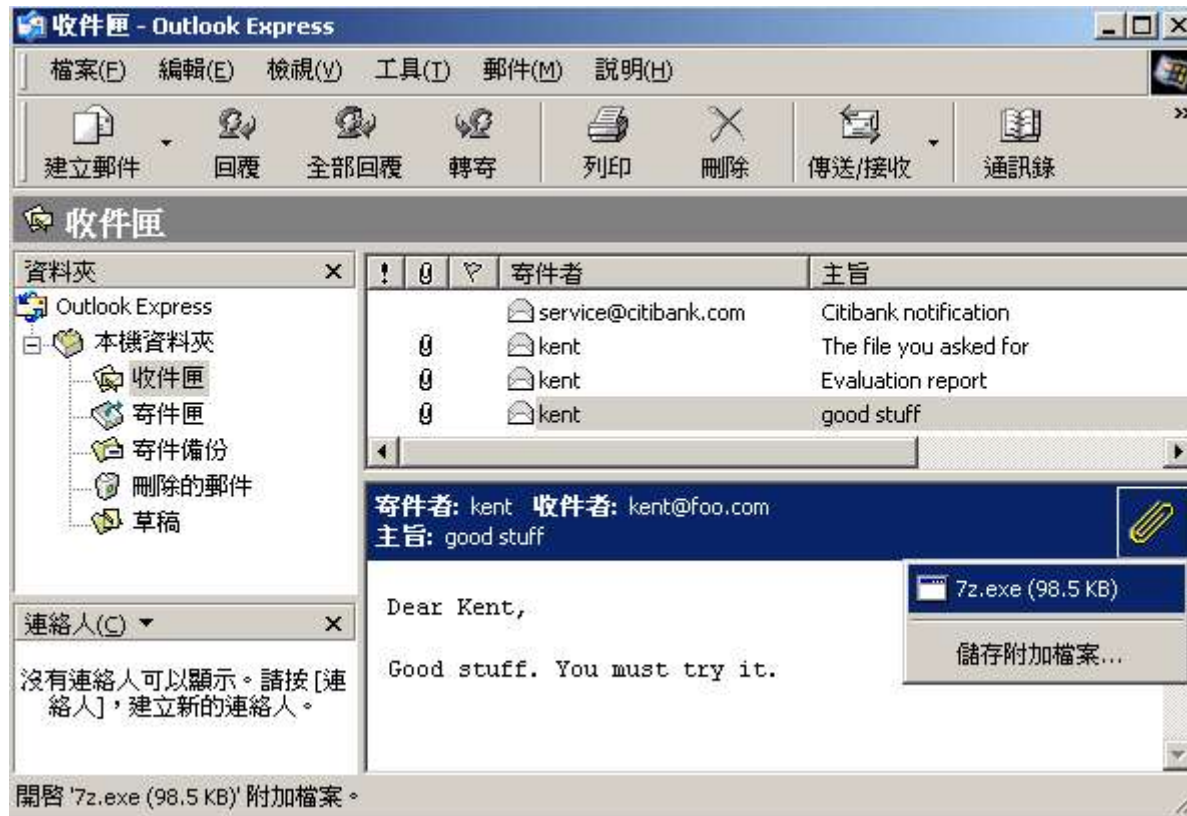 收件匣 - Outlook Express
檔案(F) 編輯(E) 檢視(V) 工具(T) 郵件(M) 說明(H)
建立郵件 回覆 全部回覆 轉寄 列印 刪除 傳送/接收 通訊錄
收件匣
資料夾
Outlook Express
本機資料夾
收件匣
寄件匣
寄件備份
刪除的郵件
草稿
寄件者 主旨
service@citibank.com Citibank notification
kent The file you asked for
kent Evaluation report
kent good stuff
寄件者: kent 收件者: kent@foo.com
主旨: good stuff
7z.exe (98.5 KB)
儲存附加檔案...
Dear Kent,
Good stuff. You must try it.
連絡人(C)
沒有連絡人可以顯示。請按 [連
絡人]，建立新的連絡人。
開啓 '7z.exe (98.5 KB)' 附加檔案。